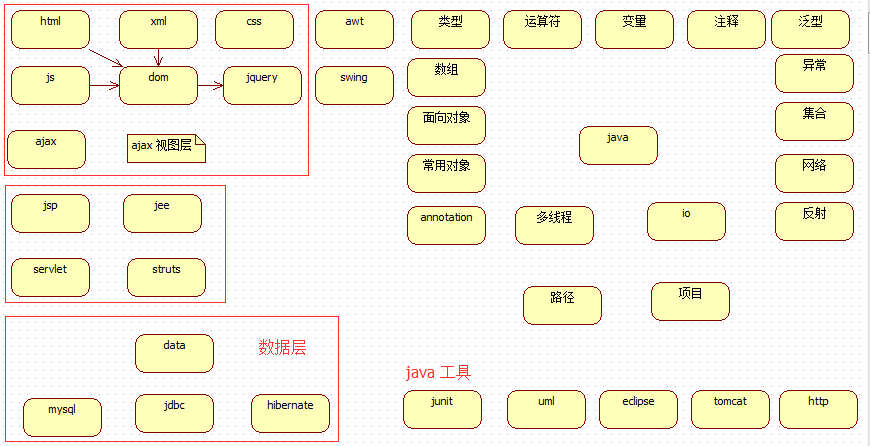 html
xml
css
awt
类型
运算符
变量
注释
泛型
js
dom
jquery
swing
数组
异常
ajax
ajax 视图层
面向对象
java
集合
常用对象
网络
jsp
jee
annotation
多线程
io
反射
servlet
struts
路径
项目
data
数据层
java 工具
mysql
jdbc
hibernate
junit
uml
eclipse
tomcat
http